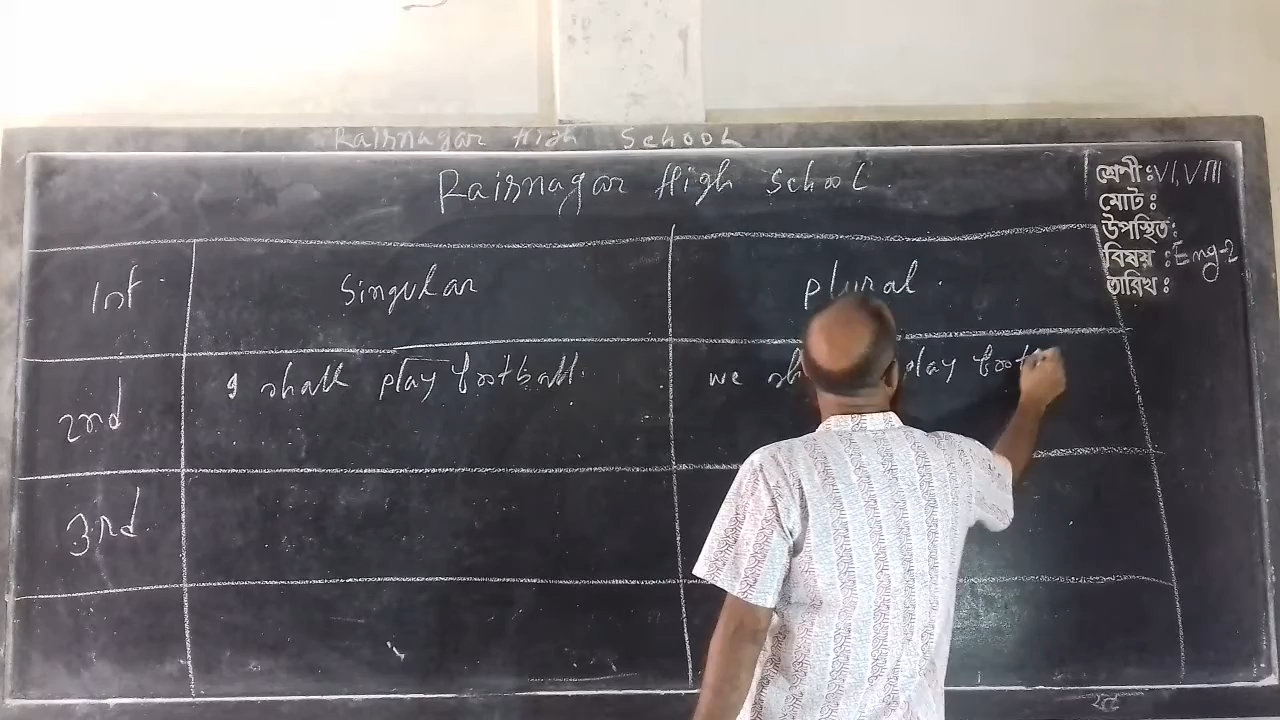 Raisnagar High School
Raisnagar High School
শ্রেণী: VI, VIII
মোট:
উপস্থিত:
বিষয়: Eng-2
তারিখ:
1st Singular plural.
2nd I shall play football. we play foot
3rd